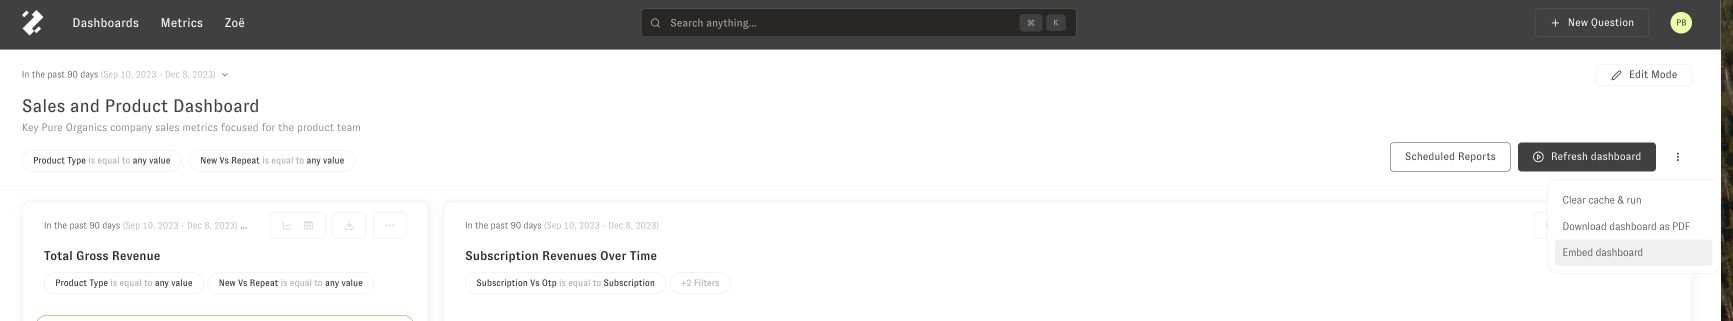 Dashboards Metrics Zoë Search anything... ⌘ K + New Question PB
In the past 90 days (Sep 10, 2023 - Dec 8, 2023) Edit Mode
Sales and Product Dashboard
Key Pure Organics company sales metrics focused for the product team
Product Type is equal to any value New Vs Repeat is equal to any value Scheduled Reports Refresh dashboard
Clear cache & run
Download dashboard as PDF
Embed dashboard
In the past 90 days (Sep 10, 2023 - Dec 8, 2023) ...
Total Gross Revenue
Product Type is equal to any value New Vs Repeat is equal to any value
In the past 90 days (Sep 10, 2023 - Dec 8, 2023)
Subscription Revenues Over Time
Subscription Vs Otp is equal to Subscription +2 Filters